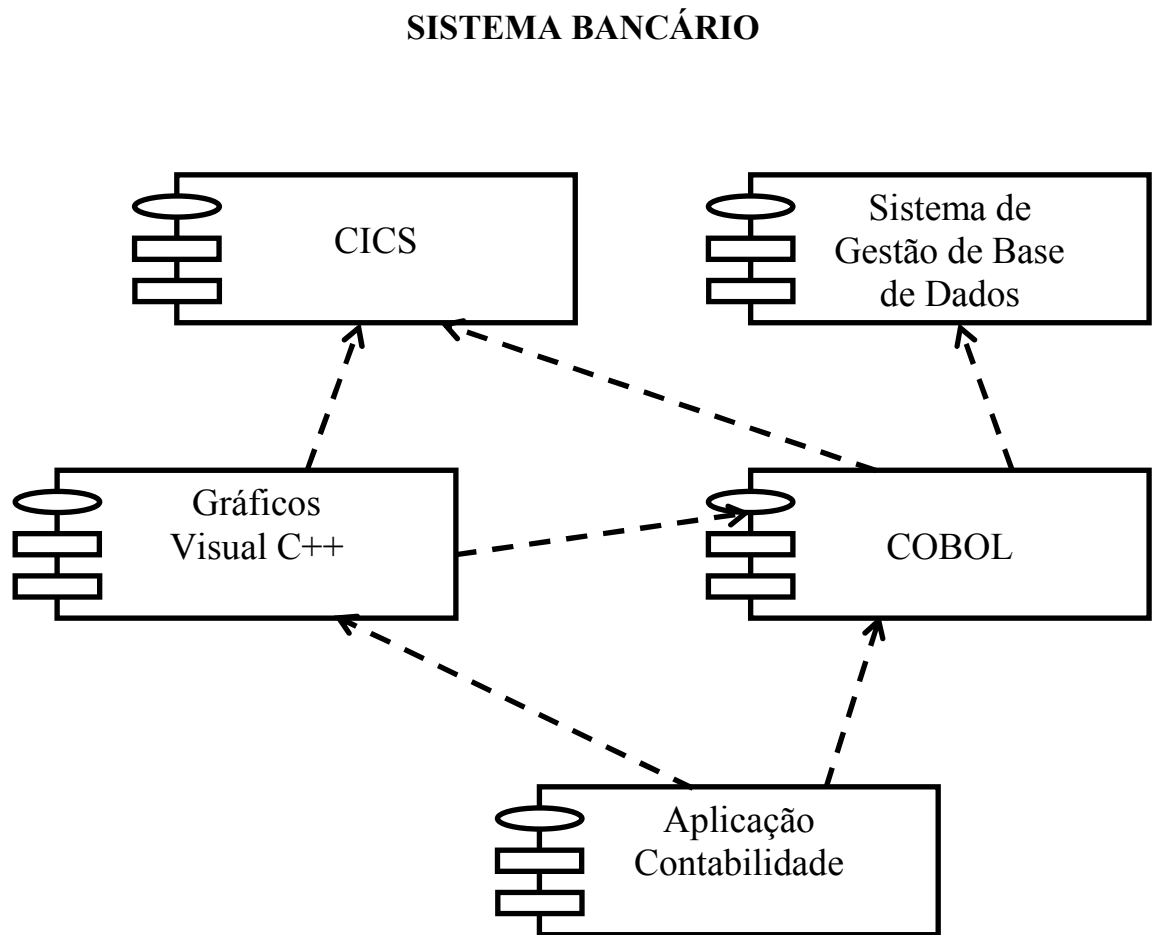 SISTEMA BANCÁRIO
CICS
Sistema de
Gestão de Base
de Dados
Gráficos
Visual C++
COBOL
Aplicação
Contabilidade